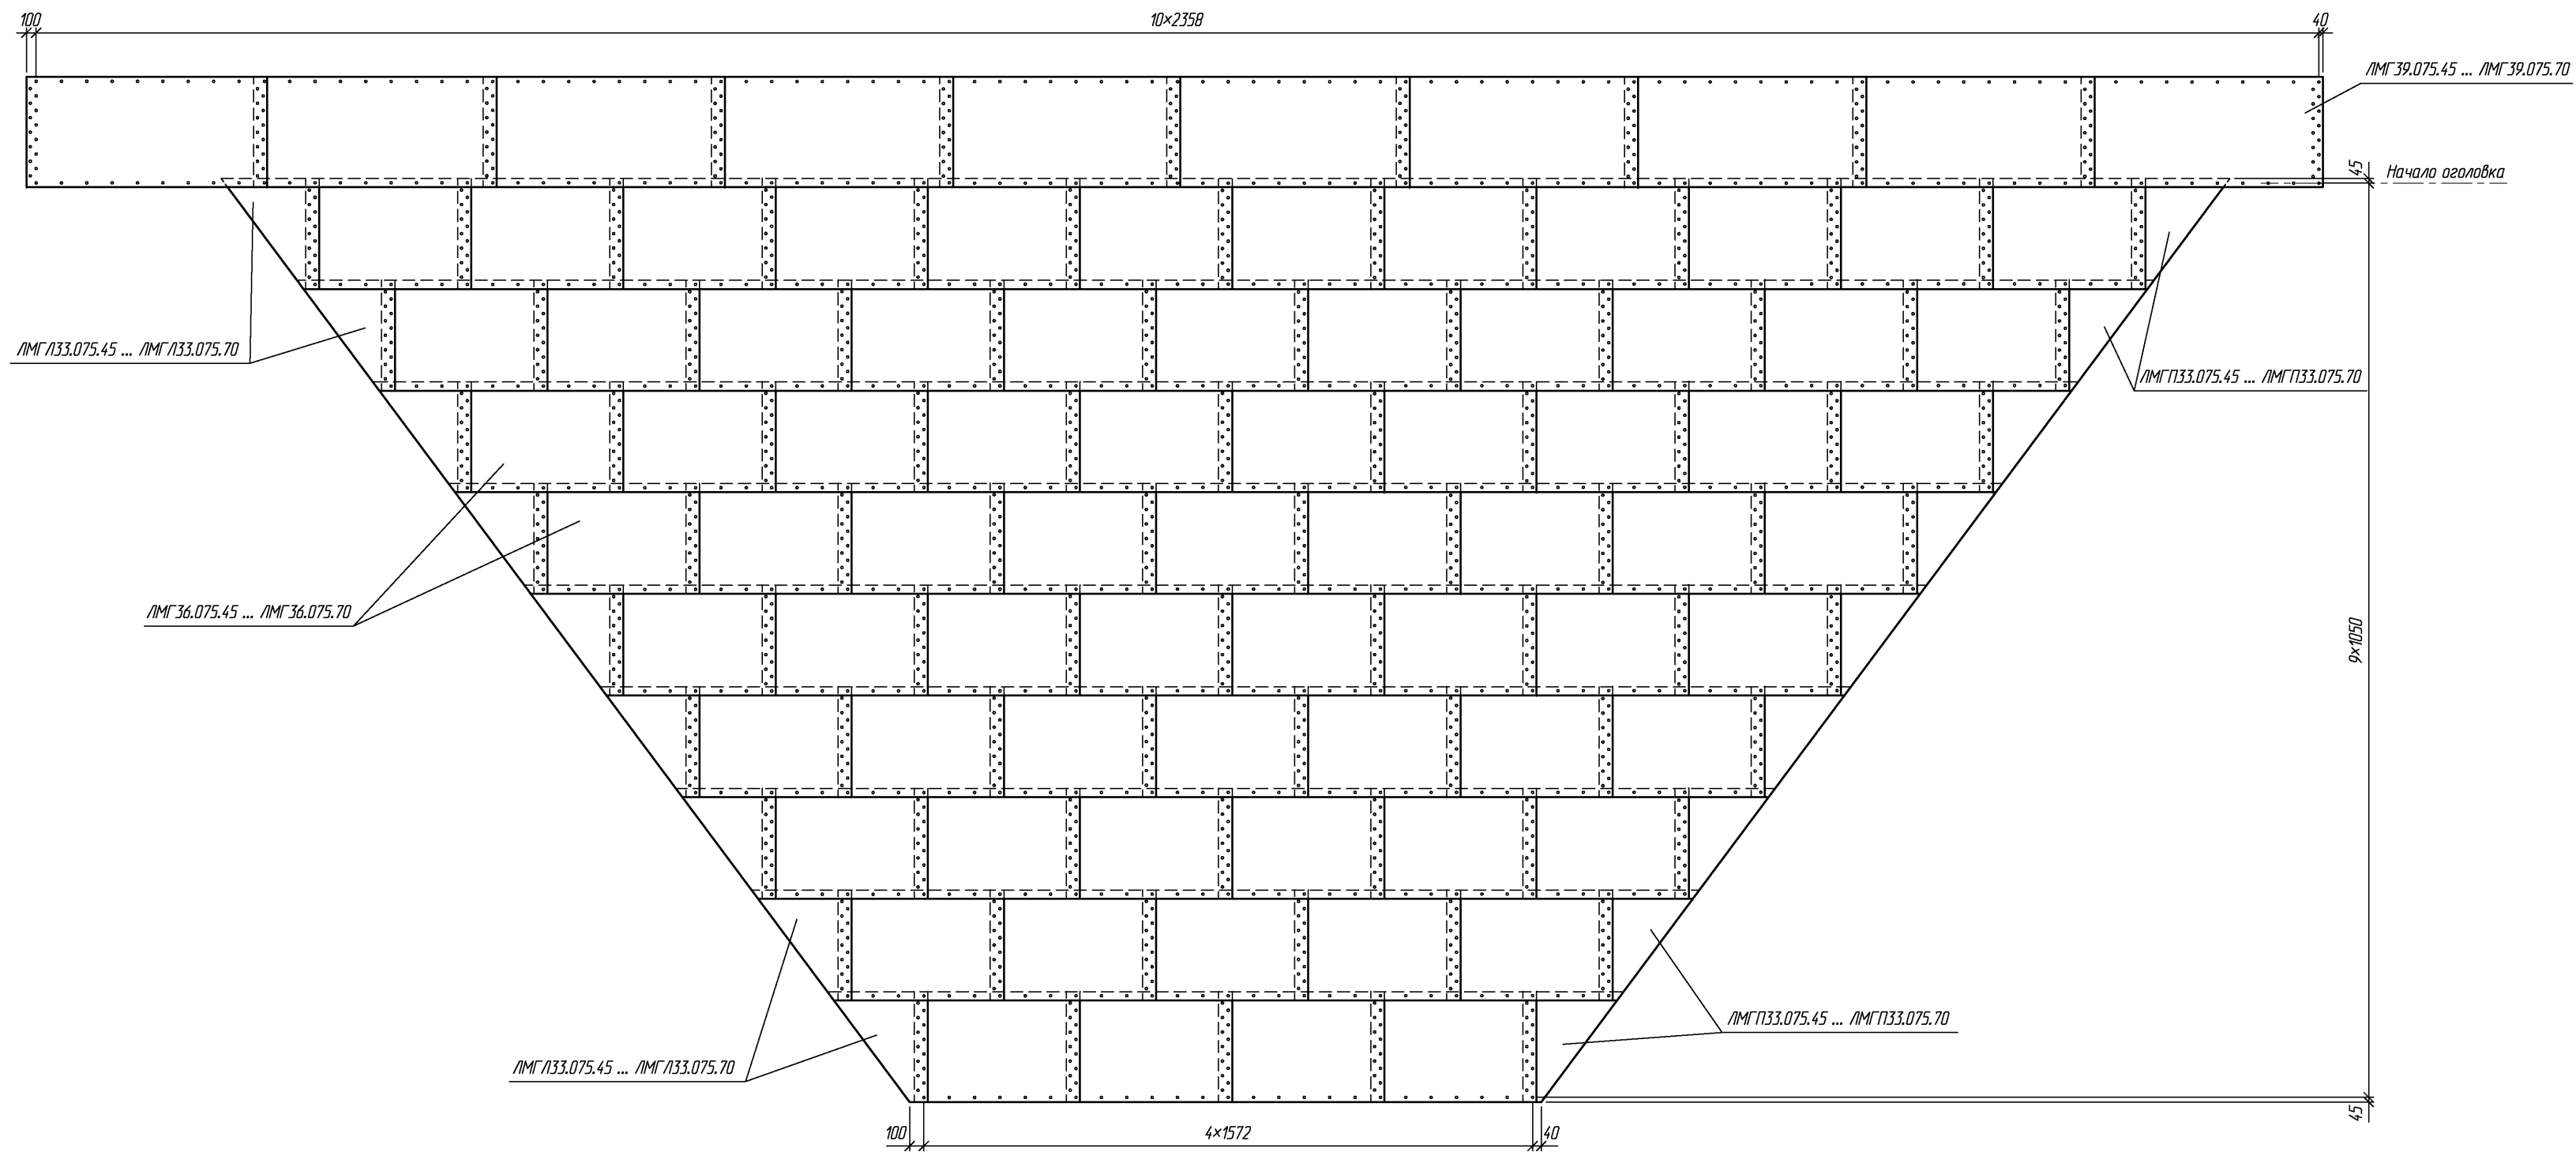 100
10×2358
40
ЛМГ39.075.45 ... ЛМГ39.075.70
45
Начало оголовка
ЛМГЛ33.075.45 ... ЛМГЛ33.075.70
ЛМГП33.075.45 ... ЛМГП33.075.70
ЛМГ36.075.45 ... ЛМГ36.075.70
9×1050
ЛМГП33.075.45 ... ЛМГП33.075.70
ЛМГЛ33.075.45 ... ЛМГЛ33.075.70
45
100
4×1572
40